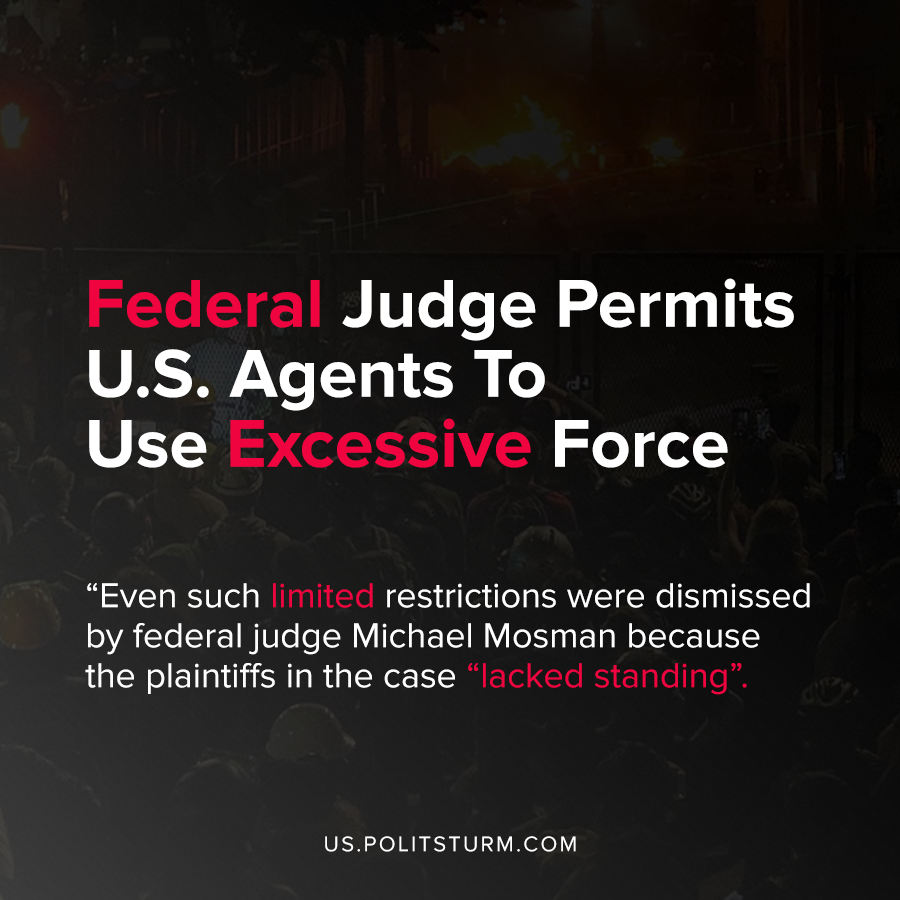 Federal Judge Permits
U.S. Agents To
Use Excessive Force
“Even such limited restrictions were dismissed
by federal judge Michael Mosman because
the plaintiffs in the case “lacked standing”.
US.POLITSTURM.COM